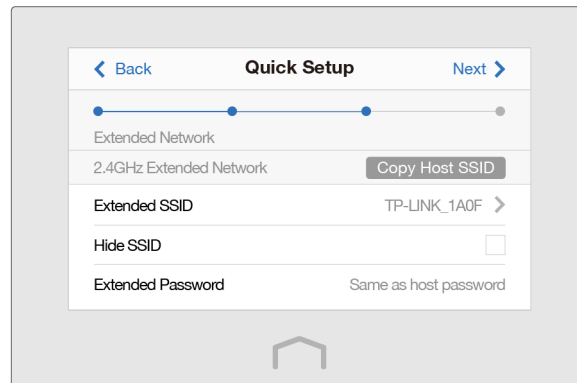 Back Quick Setup Next
Extended Network
2.4GHz Extended Network Copy Host SSID
Extended SSID TP-LINK_1A0F
Hide SSID
Extended Password Same as host password